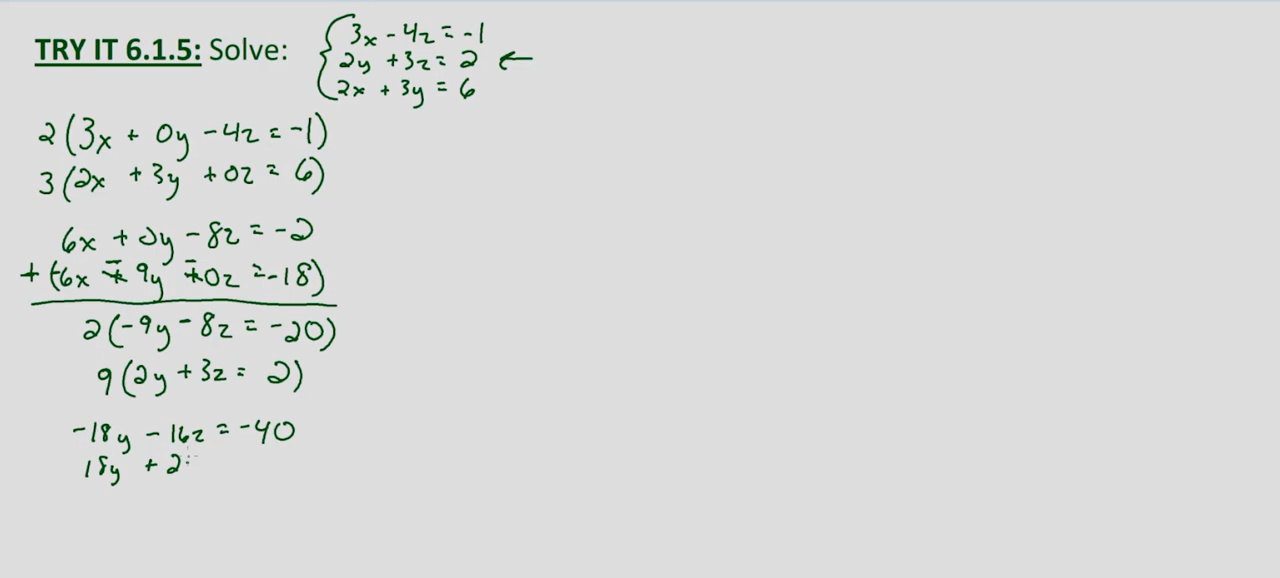 TRY IT 6.1.5: Solve:
3x - 4z = -1
2y + 3z = 2 ←
2x + 3y = 6
2(3x + 0y - 4z = -1)
3(2x + 3y + 0z = 6)
6x + 0y - 8z = -2
+ (-6x - 9y - 0z = -18)
2(-9y - 8z = -20)
9(2y + 3z = 2)
-18y - 16z = -40
18y + 2